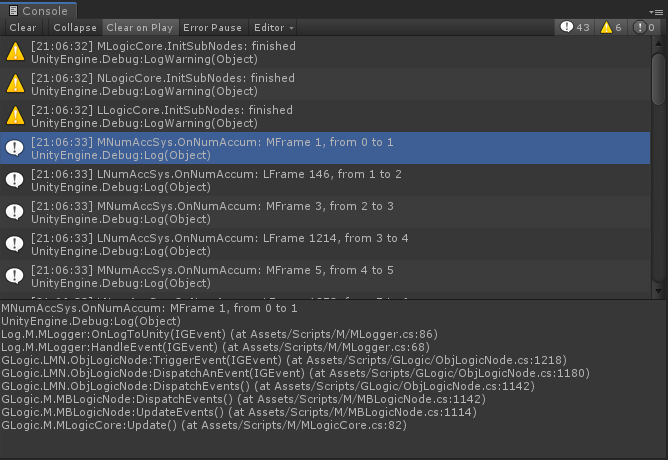 Console
Clear Collapse Clear on Play Error Pause Editor 43 6 0
[21:06:32] MLogicCore.InitSubNodes: finished
UnityEngine.Debug:LogWarning(Object)
[21:06:32] NLogicCore.InitSubNodes: finished
UnityEngine.Debug:LogWarning(Object)
[21:06:32] LLogicCore.InitSubNodes: finished
UnityEngine.Debug:LogWarning(Object)
[21:06:33] MNumAccSys.OnNumAccum: MFrame 1, from 0 to 1
UnityEngine.Debug:Log(Object)
[21:06:33] LNumAccSys.OnNumAccum: LFrame 146, from 1 to 2
UnityEngine.Debug:Log(Object)
[21:06:33] MNumAccSys.OnNumAccum: MFrame 3, from 2 to 3
UnityEngine.Debug:Log(Object)
[21:06:33] LNumAccSys.OnNumAccum: LFrame 1214, from 3 to 4
UnityEngine.Debug:Log(Object)
[21:06:33] MNumAccSys.OnNumAccum: MFrame 5, from 4 to 5
UnityEngine.Debug:Log(Object)
MNumAccSys.OnNumAccum: MFrame 1, from 0 to 1
UnityEngine.Debug:Log(Object)
Log.M.MLogger:OnLogToUnity(IGEvent) (at Assets/Scripts/M/MLogger.cs:86)
Log.M.MLogger:HandleEvent(IGEvent) (at Assets/Scripts/M/MLogger.cs:68)
GLogic.LMN.ObjLogicNode:TriggerEvent(IGEvent) (at Assets/Scripts/GLogic/ObjLogicNode.cs:1218)
GLogic.LMN.ObjLogicNode:DispatchAnEvent(IGEvent) (at Assets/Scripts/GLogic/ObjLogicNode.cs:1180)
GLogic.LMN.ObjLogicNode:DispatchEvents() (at Assets/Scripts/GLogic/ObjLogicNode.cs:1142)
GLogic.M.MBLogicNode:DispatchEvents() (at Assets/Scripts/M/MBLogicNode.cs:1142)
GLogic.M.MBLogicNode:UpdateEvents() (at Assets/Scripts/M/MBLogicNode.cs:1114)
GLogic.M.MLogicCore:Update() (at Assets/Scripts/M/MLogicCore.cs:82)